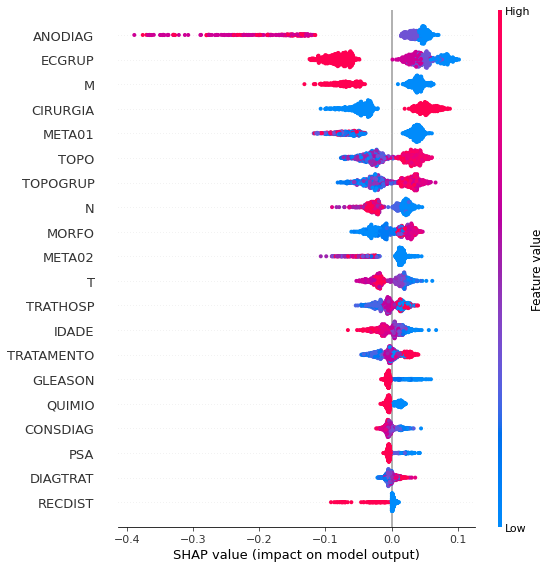 High
ANODIAG
ECGRUP
M
CIRURGIA
META01
TOPO
TOPOGRUP
N
MORFO
META02
T
TRATHOSP
IDADE
TRATAMENTO
GLEASON
QUIMIO
CONSDIAG
PSA
DIAGTRAT
RECDIST
Feature value
Low
−0.4 −0.3 −0.2 −0.1 0.0 0.1
SHAP value (impact on model output)